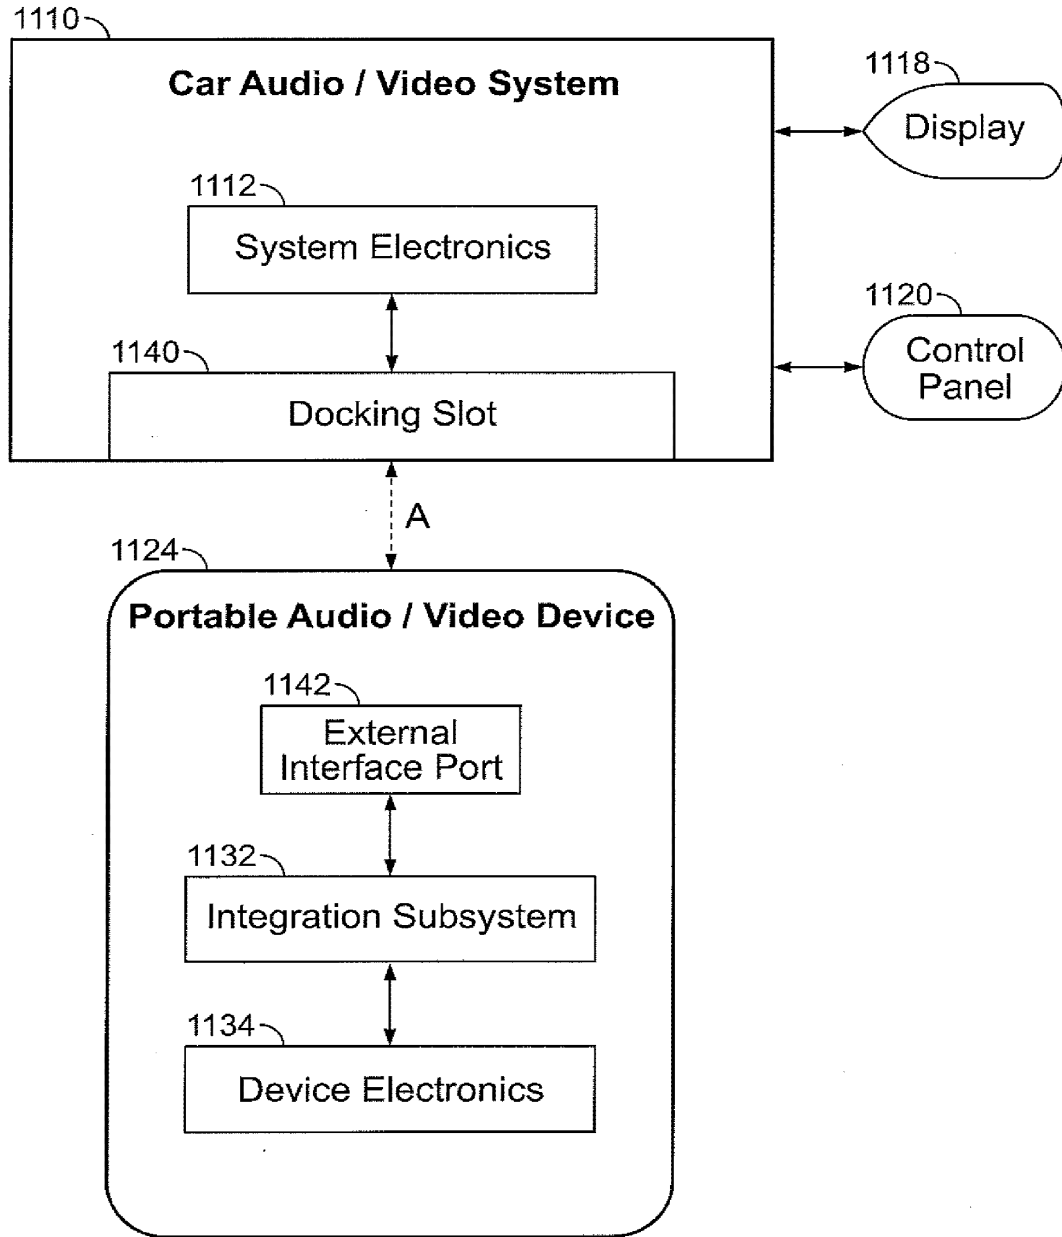 1110
Car Audio / Video System
1118
Display
1112
System Electronics
1120
Control
Panel
1140
Docking Slot
A
1124
Portable Audio / Video Device
1142
External
Interface Port
1132
Integration Subsystem
1134
Device Electronics